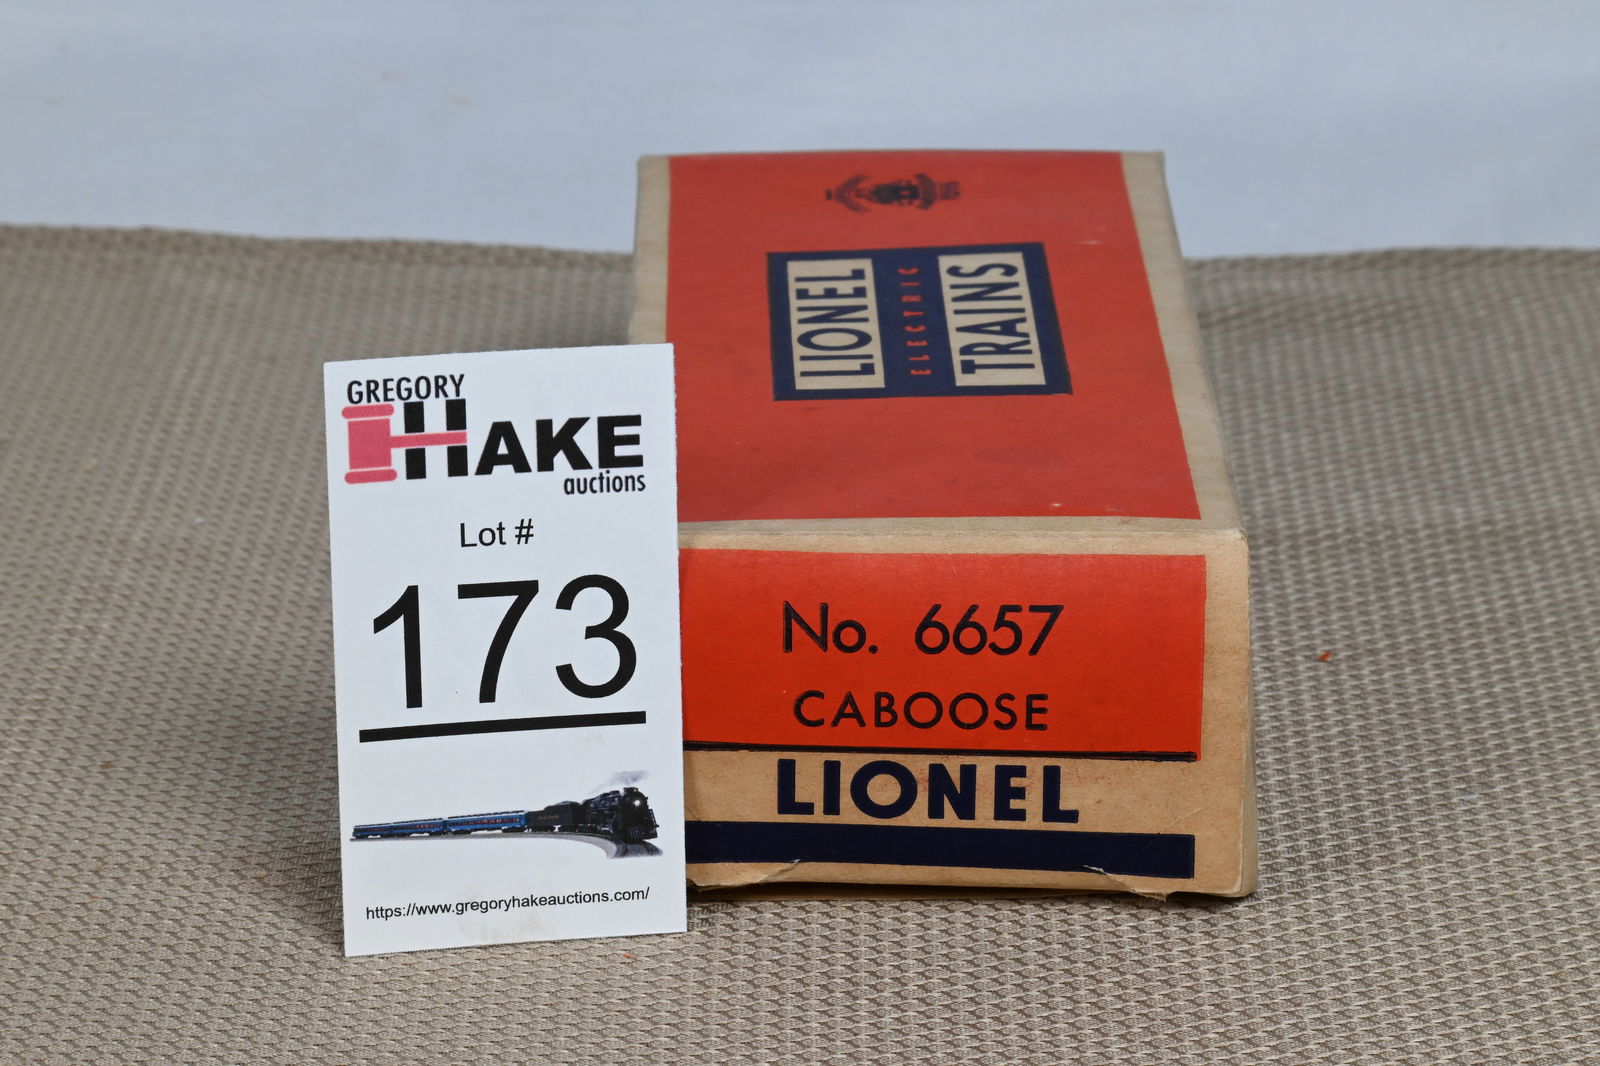 GREGORY
HAKE
auctions
Lot #
173
https://www.gregoryhakeauctions.com/
LIONEL
ELECTRIC
TRAINS
No. 6657
CABOOSE
LIONEL